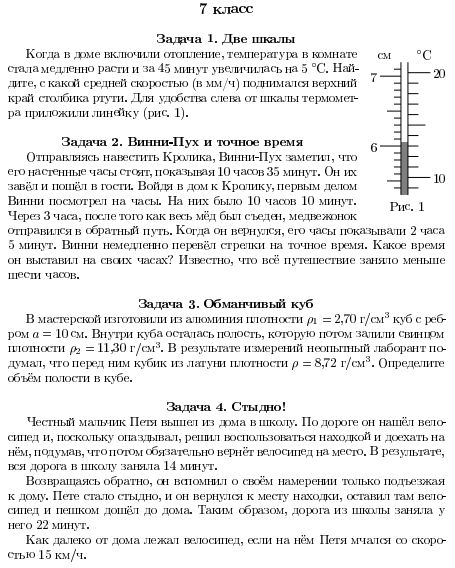 7 класс
Задача 1. Две шкалы
Когда в доме включили отопление, температура в комнате
стала медленно расти и за 45 минут увеличилась на 5 °C. Най-
дите, с какой средней скоростью (в мм/ч) поднимался верхний
край столбика ртути. Для удобства слева от шкалы термомет-
ра приложили линейку (рис. 1).
см °C
7 20
6
10
Рис. 1
Задача 2. Винни-Пух и точное время
Отправляясь навестить Кролика, Винни-Пух заметил, что
его настенные часы стоят, показывая 10 часов 35 минут. Он их
завёл и пошёл в гости. Войдя в дом к Кролику, первым делом
Винни посмотрел на часы. На них было 10 часов 10 минут.
Через 3 часа, после того как весь мёд был съеден, медвежонок
отправился в обратный путь. Когда он вернулся, его часы показывали 2 часа
5 минут. Винни немедленно перевёл стрелки на точное время. Какое время
он выставил на своих часах? Известно, что всё путешествие заняло меньше
шести часов.
Задача 3. Обманчивый куб
В мастерской изготовили из алюминия плотности ρ₁ = 2,70 г/см³ куб с реб-
ром a = 10 см. Внутри куба осталась полость, которую потом залили свинцом
плотности ρ₂ = 11,30 г/см³. В результате измерений неопытный лаборант по-
думал, что перед ним кубик из латуни плотности ρ = 8,72 г/см³. Определите
объём полости в кубе.
Задача 4. Стыдно!
Честный мальчик Петя вышел из дома в школу. По дороге он нашёл вело-
сипед и, поскольку опаздывал, решил воспользоваться находкой и доехать на
нём, подумав, что потом обязательно вернёт велосипед на место. В результате,
вся дорога в школу заняла 14 минут.
Возвращаясь обратно, он вспомнил о своём намерении только подъезжая
к дому. Пете стало стыдно, и он вернулся к месту находки, оставил там вело-
сипед и пешком дошёл до дома. Таким образом, дорога из школы заняла у
него 22 минут.
Как далеко от дома лежал велосипед, если на нём Петя мчался со скоро-
стью 15 км/ч.